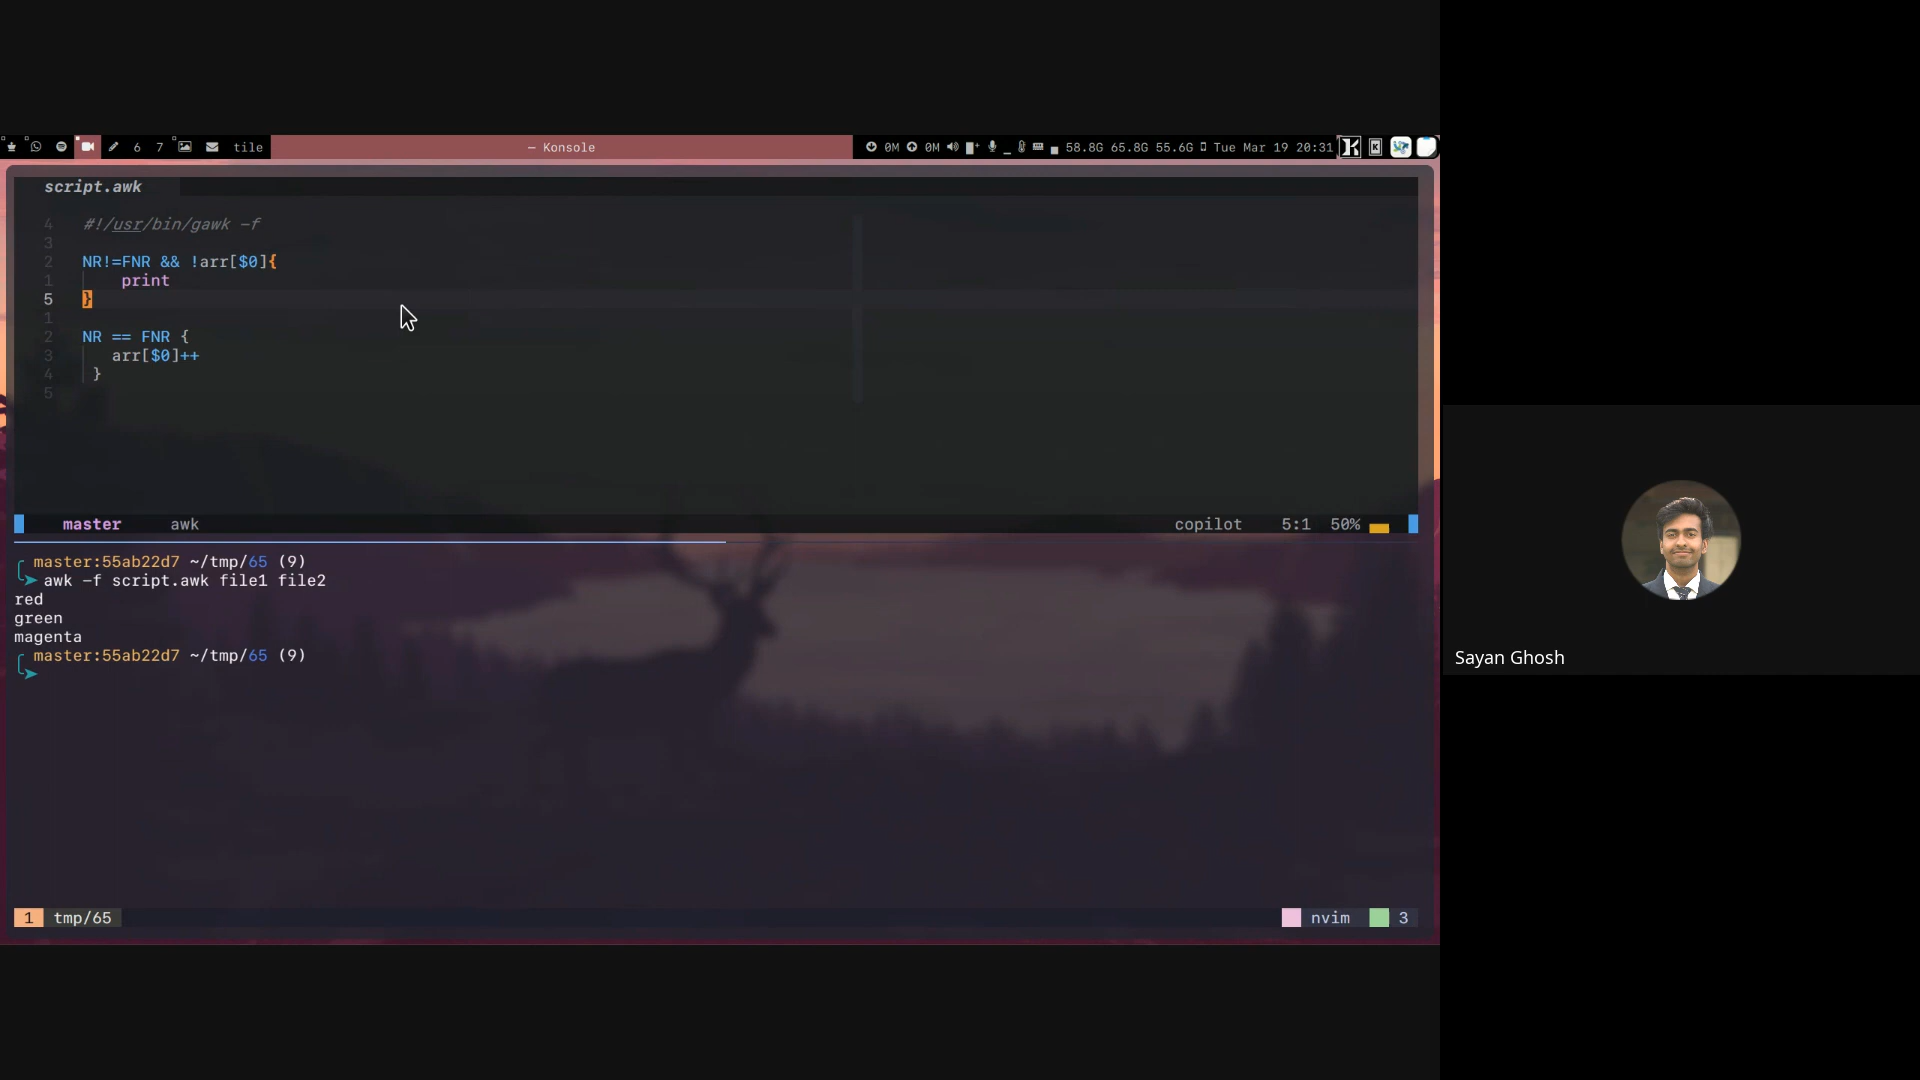 6 7 tile — Konsole 0M 0M 58.8G 65.8G 55.6G Tue Mar 19 20:31
script.awk
4 #!/usr/bin/gawk -f
3
2 NR!=FNR && !arr[$0]{
1 print
5 }
1
2 NR == FNR {
3 arr[$0]++
4 }
5
master awk copilot 5:1 50%
master:55ab22d7 ~/tmp/65 (9)
awk -f script.awk file1 file2
red
green
magenta
master:55ab22d7 ~/tmp/65 (9)
1 tmp/65 nvim 3
Sayan Ghosh